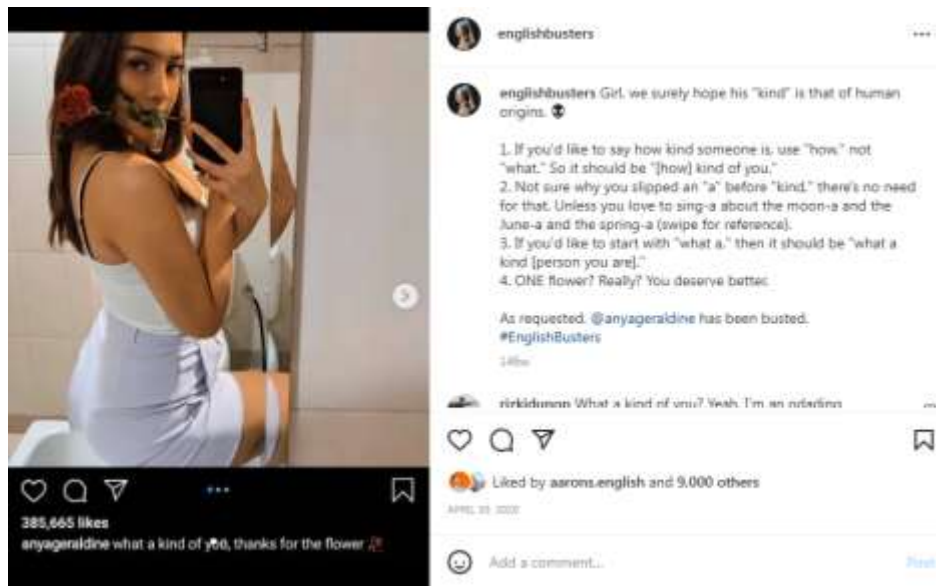 385,665 likes
anyageraldine what a kind of you, thanks for the flower
englishbusters
englishbusters Girl, we surely hope his "kind" is that of human
origins.
1. If you'd like to say how kind someone is, use "how," not
"what." So it should be "[how] kind of you."
2. Not sure why you slipped an "a" before "kind," there's no need
for that. Unless you love to sing-a about the moon-a and the
June-a and the spring-a (swipe for reference).
3. If you'd like to start with "what a," then it should be "what a
kind [person you are]."
4. ONE flower? Really? You deserve better.
As requested, @anyageraldine has been busted.
#EnglishBusters
rizkidunon What a kind of you? Yeah, I'm an odading
Liked by aarons.english and 9,000 others
Add a comment...
Post